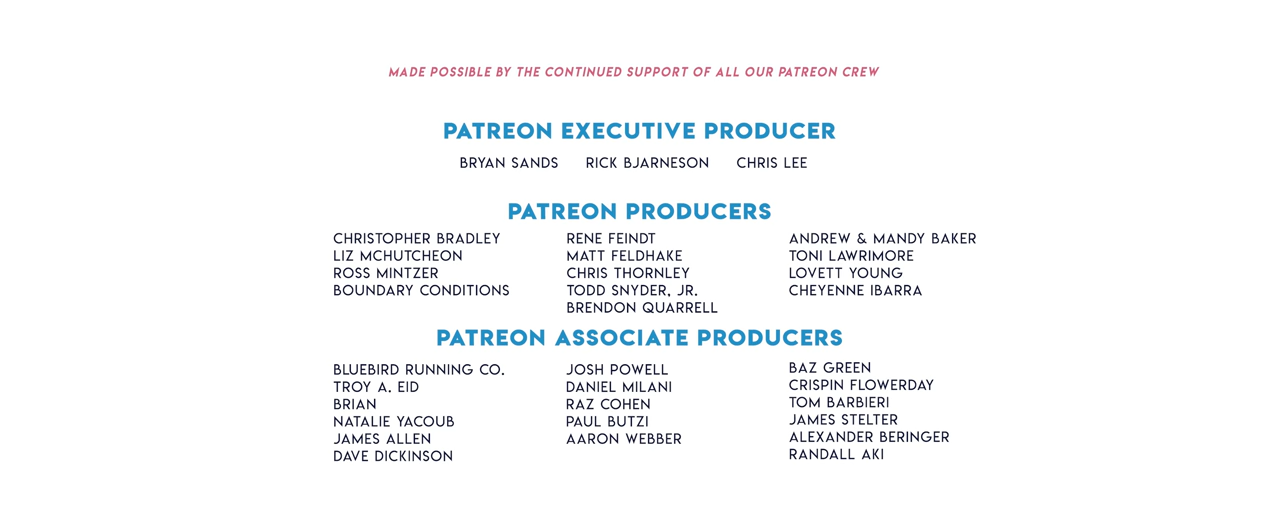 MADE POSSIBLE BY THE CONTINUED SUPPORT OF ALL OUR PATREON CREW
PATREON EXECUTIVE PRODUCER
BRYAN SANDS RICK BJARNESON CHRIS LEE
PATREON PRODUCERS
CHRISTOPHER BRADLEY
LIZ MCHUTCHEON
ROSS MINTZER
BOUNDARY CONDITIONS
RENE FEINDT
MATT FELDHAKE
CHRIS THORNLEY
TODD SNYDER, JR.
BRENDON QUARRELL
ANDREW & MANDY BAKER
TONI LAWRIMORE
LOVETT YOUNG
CHEYENNE IBARRA
PATREON ASSOCIATE PRODUCERS
BLUEBIRD RUNNING CO.
TROY A. EID
BRIAN
NATALIE YACOUB
JAMES ALLEN
DAVE DICKINSON
JOSH POWELL
DANIEL MILANI
RAZ COHEN
PAUL BUTZI
AARON WEBBER
BAZ GREEN
CRISPIN FLOWERDAY
TOM BARBIERI
JAMES STELTER
ALEXANDER BERINGER
RANDALL AKI